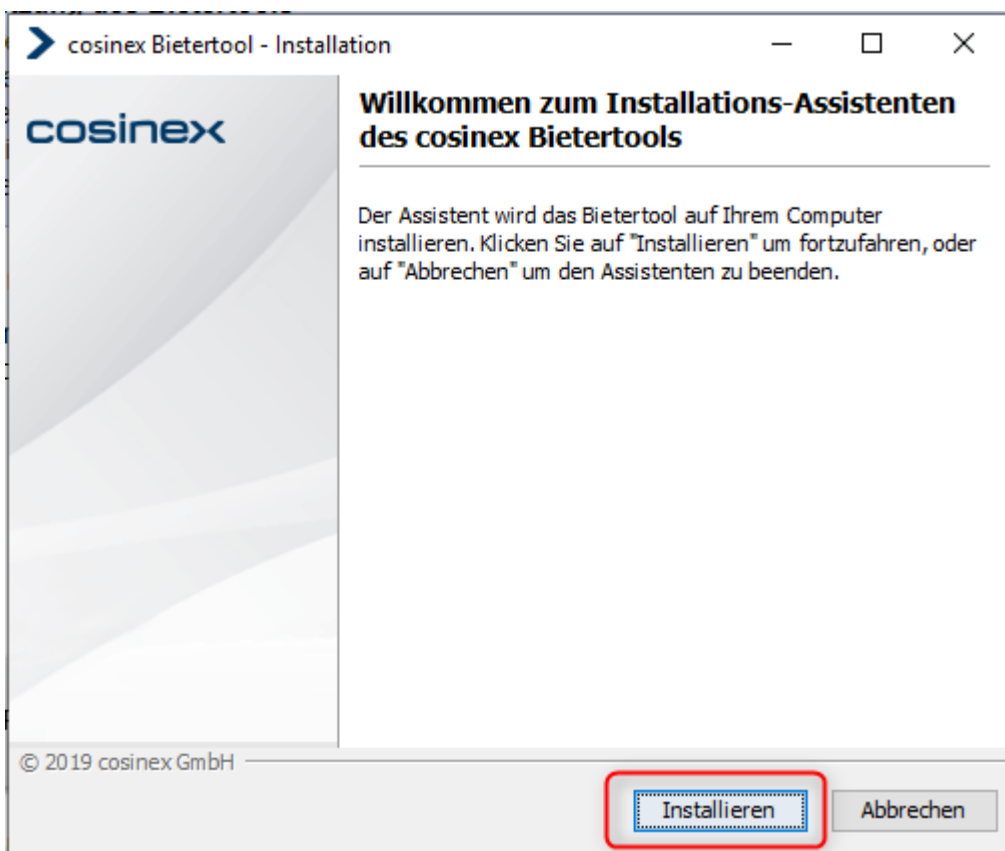 cosinex Bietertool - Installation
cosinex
Willkommen zum Installations-Assistenten
des cosinex Bietertools
Der Assistent wird das Bietertool auf Ihrem Computer
installieren. Klicken Sie auf "Installieren" um fortzufahren, oder
auf "Abbrechen" um den Assistenten zu beenden.
© 2019 cosinex GmbH
Installieren
Abbrechen